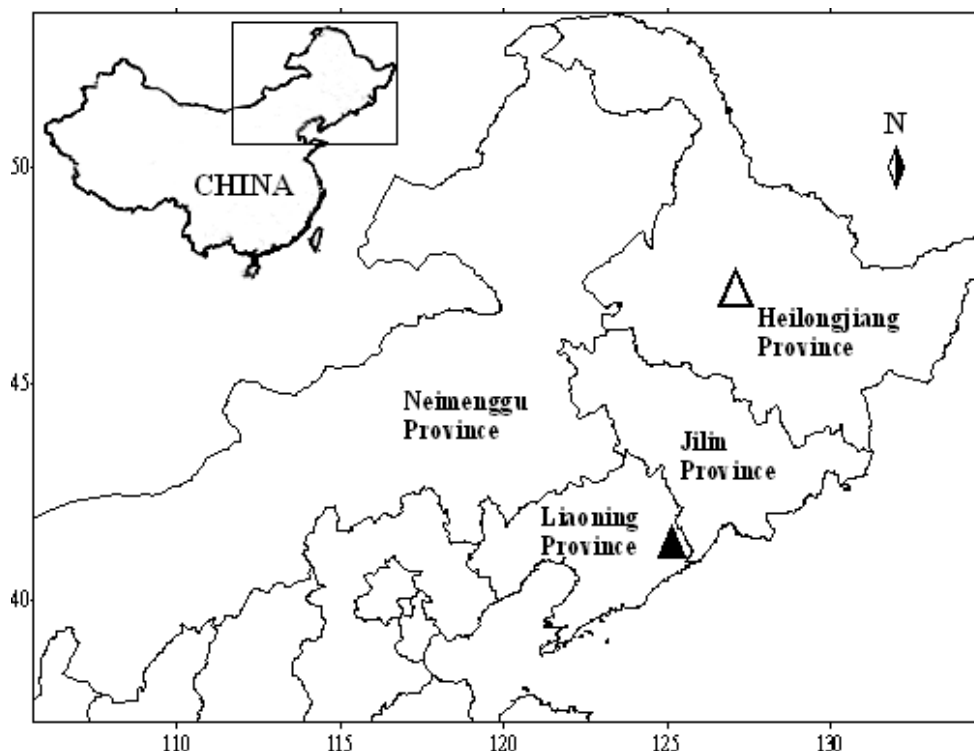 CHINA
N
50
Heilongjiang
Province
45
Neimenggu
Province
Jilin
Province
Liaoning
Province
40
110
115
120
125
130